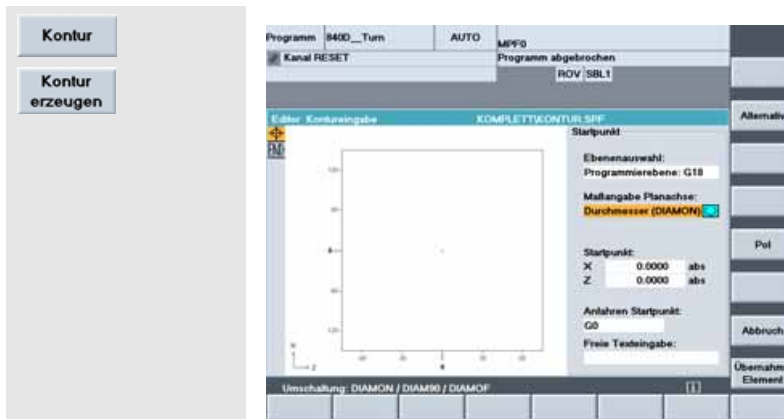 Kontur
Kontur
erzeugen
Programm 840D__Turn AUTO MPF0
Kanal RESET Programm abgebrochen
ROV SBL1
Editor Kontureingabe KOMPLETT\KONTUR.SPF
Startpunkt
END
Alternativ
Ebenenauswahl:
Programmierebene: G18
Maßangabe Planachse:
Durchmesser (DIAMON)
Pol
Startpunkt:
X 0.0000 abs
Z 0.0000 abs
Anfahren Startpunkt:
G0
Abbruch
Freie Texteingabe:
X
Z
Übernahm
Element
Umschaltung: DIAMON / DIAM90 / DIAMOF